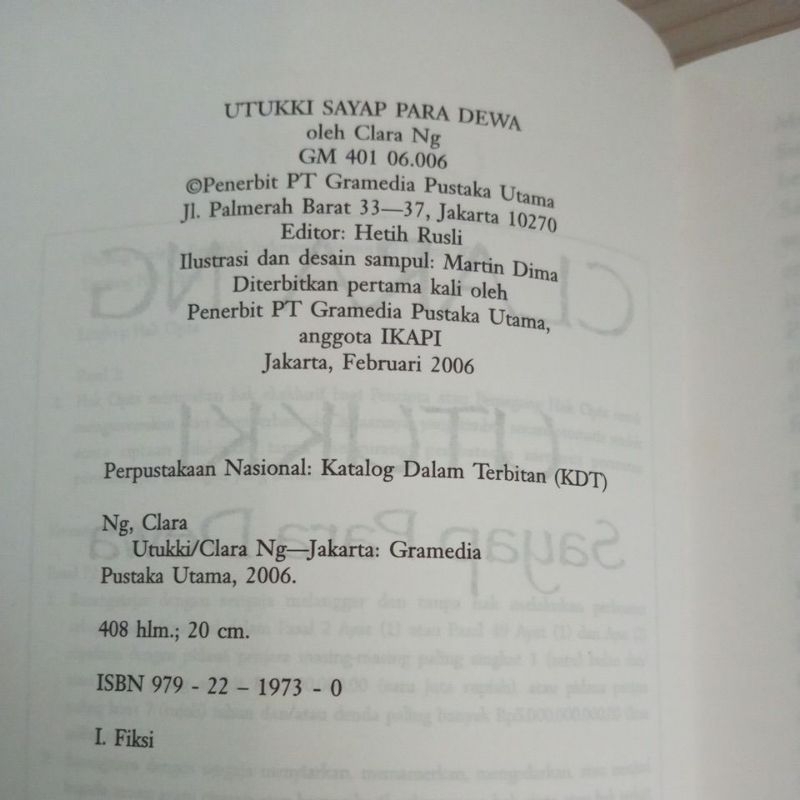 UTUKKI SAYAP PARA DEWA
oleh Clara Ng
GM 401 06.006
©Penerbit PT Gramedia Pustaka Utama
Jl. Palmerah Barat 33—37, Jakarta 10270
Editor: Hetih Rusli
Ilustrasi dan desain sampul: Martin Dima
Diterbitkan pertama kali oleh
Penerbit PT Gramedia Pustaka Utama,
anggota IKAPI
Jakarta, Februari 2006
Perpustakaan Nasional: Katalog Dalam Terbitan (KDT)
Ng, Clara
Utukki/Clara Ng—Jakarta: Gramedia
Pustaka Utama, 2006.
408 hlm.; 20 cm.
ISBN 979 - 22 – 1973 - 0
I. Fiksi